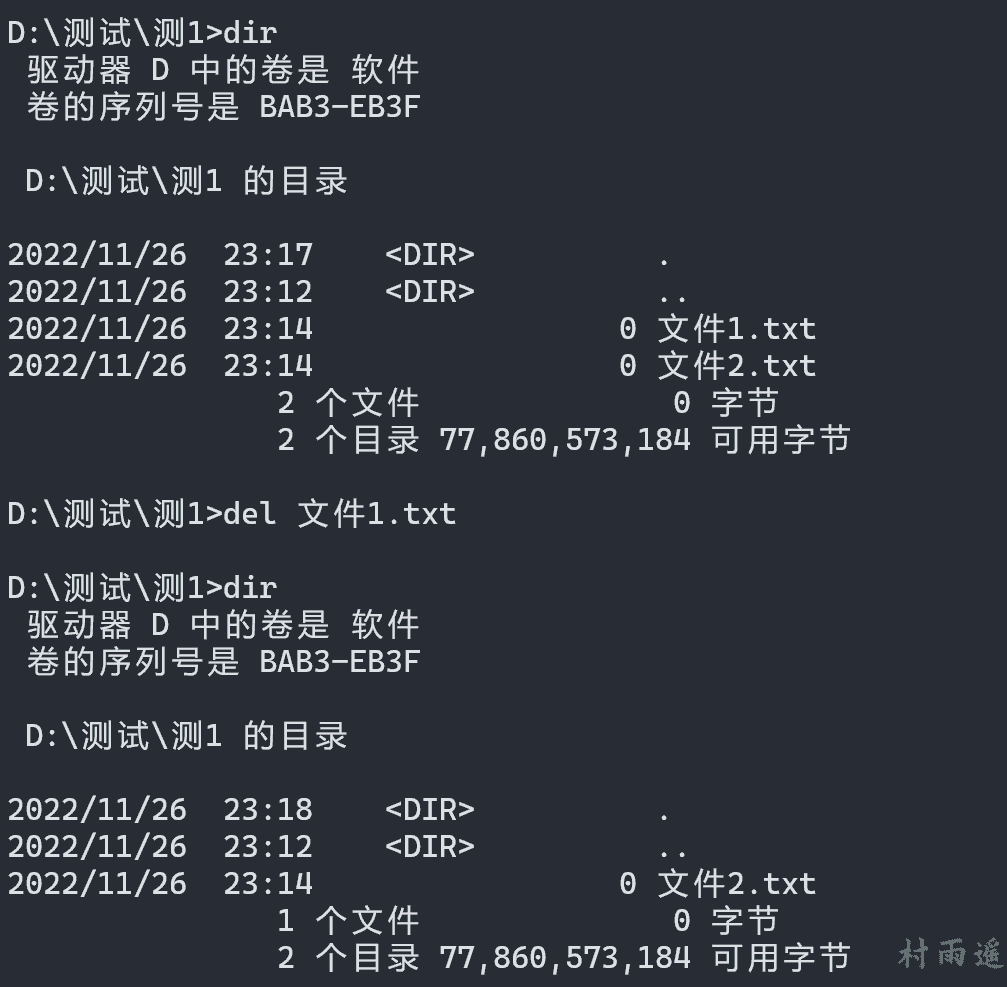 D:\测试\测1>dir
驱动器 D 中的卷是 软件
卷的序列号是 BAB3-EB3F
D:\测试\测1 的目录
2022/11/26  23:17    <DIR>          .
2022/11/26  23:12    <DIR>          ..
2022/11/26  23:14                 0 文件1.txt
2022/11/26  23:14                 0 文件2.txt
2 个文件              0 字节
2 个目录 77,860,573,184 可用字节
D:\测试\测1>del 文件1.txt
D:\测试\测1>dir
驱动器 D 中的卷是 软件
卷的序列号是 BAB3-EB3F
D:\测试\测1 的目录
2022/11/26  23:18    <DIR>          .
2022/11/26  23:12    <DIR>          ..
2022/11/26  23:14                 0 文件2.txt
1 个文件              0 字节
2 个目录 77,860,573,184 可用字节
村雨遥